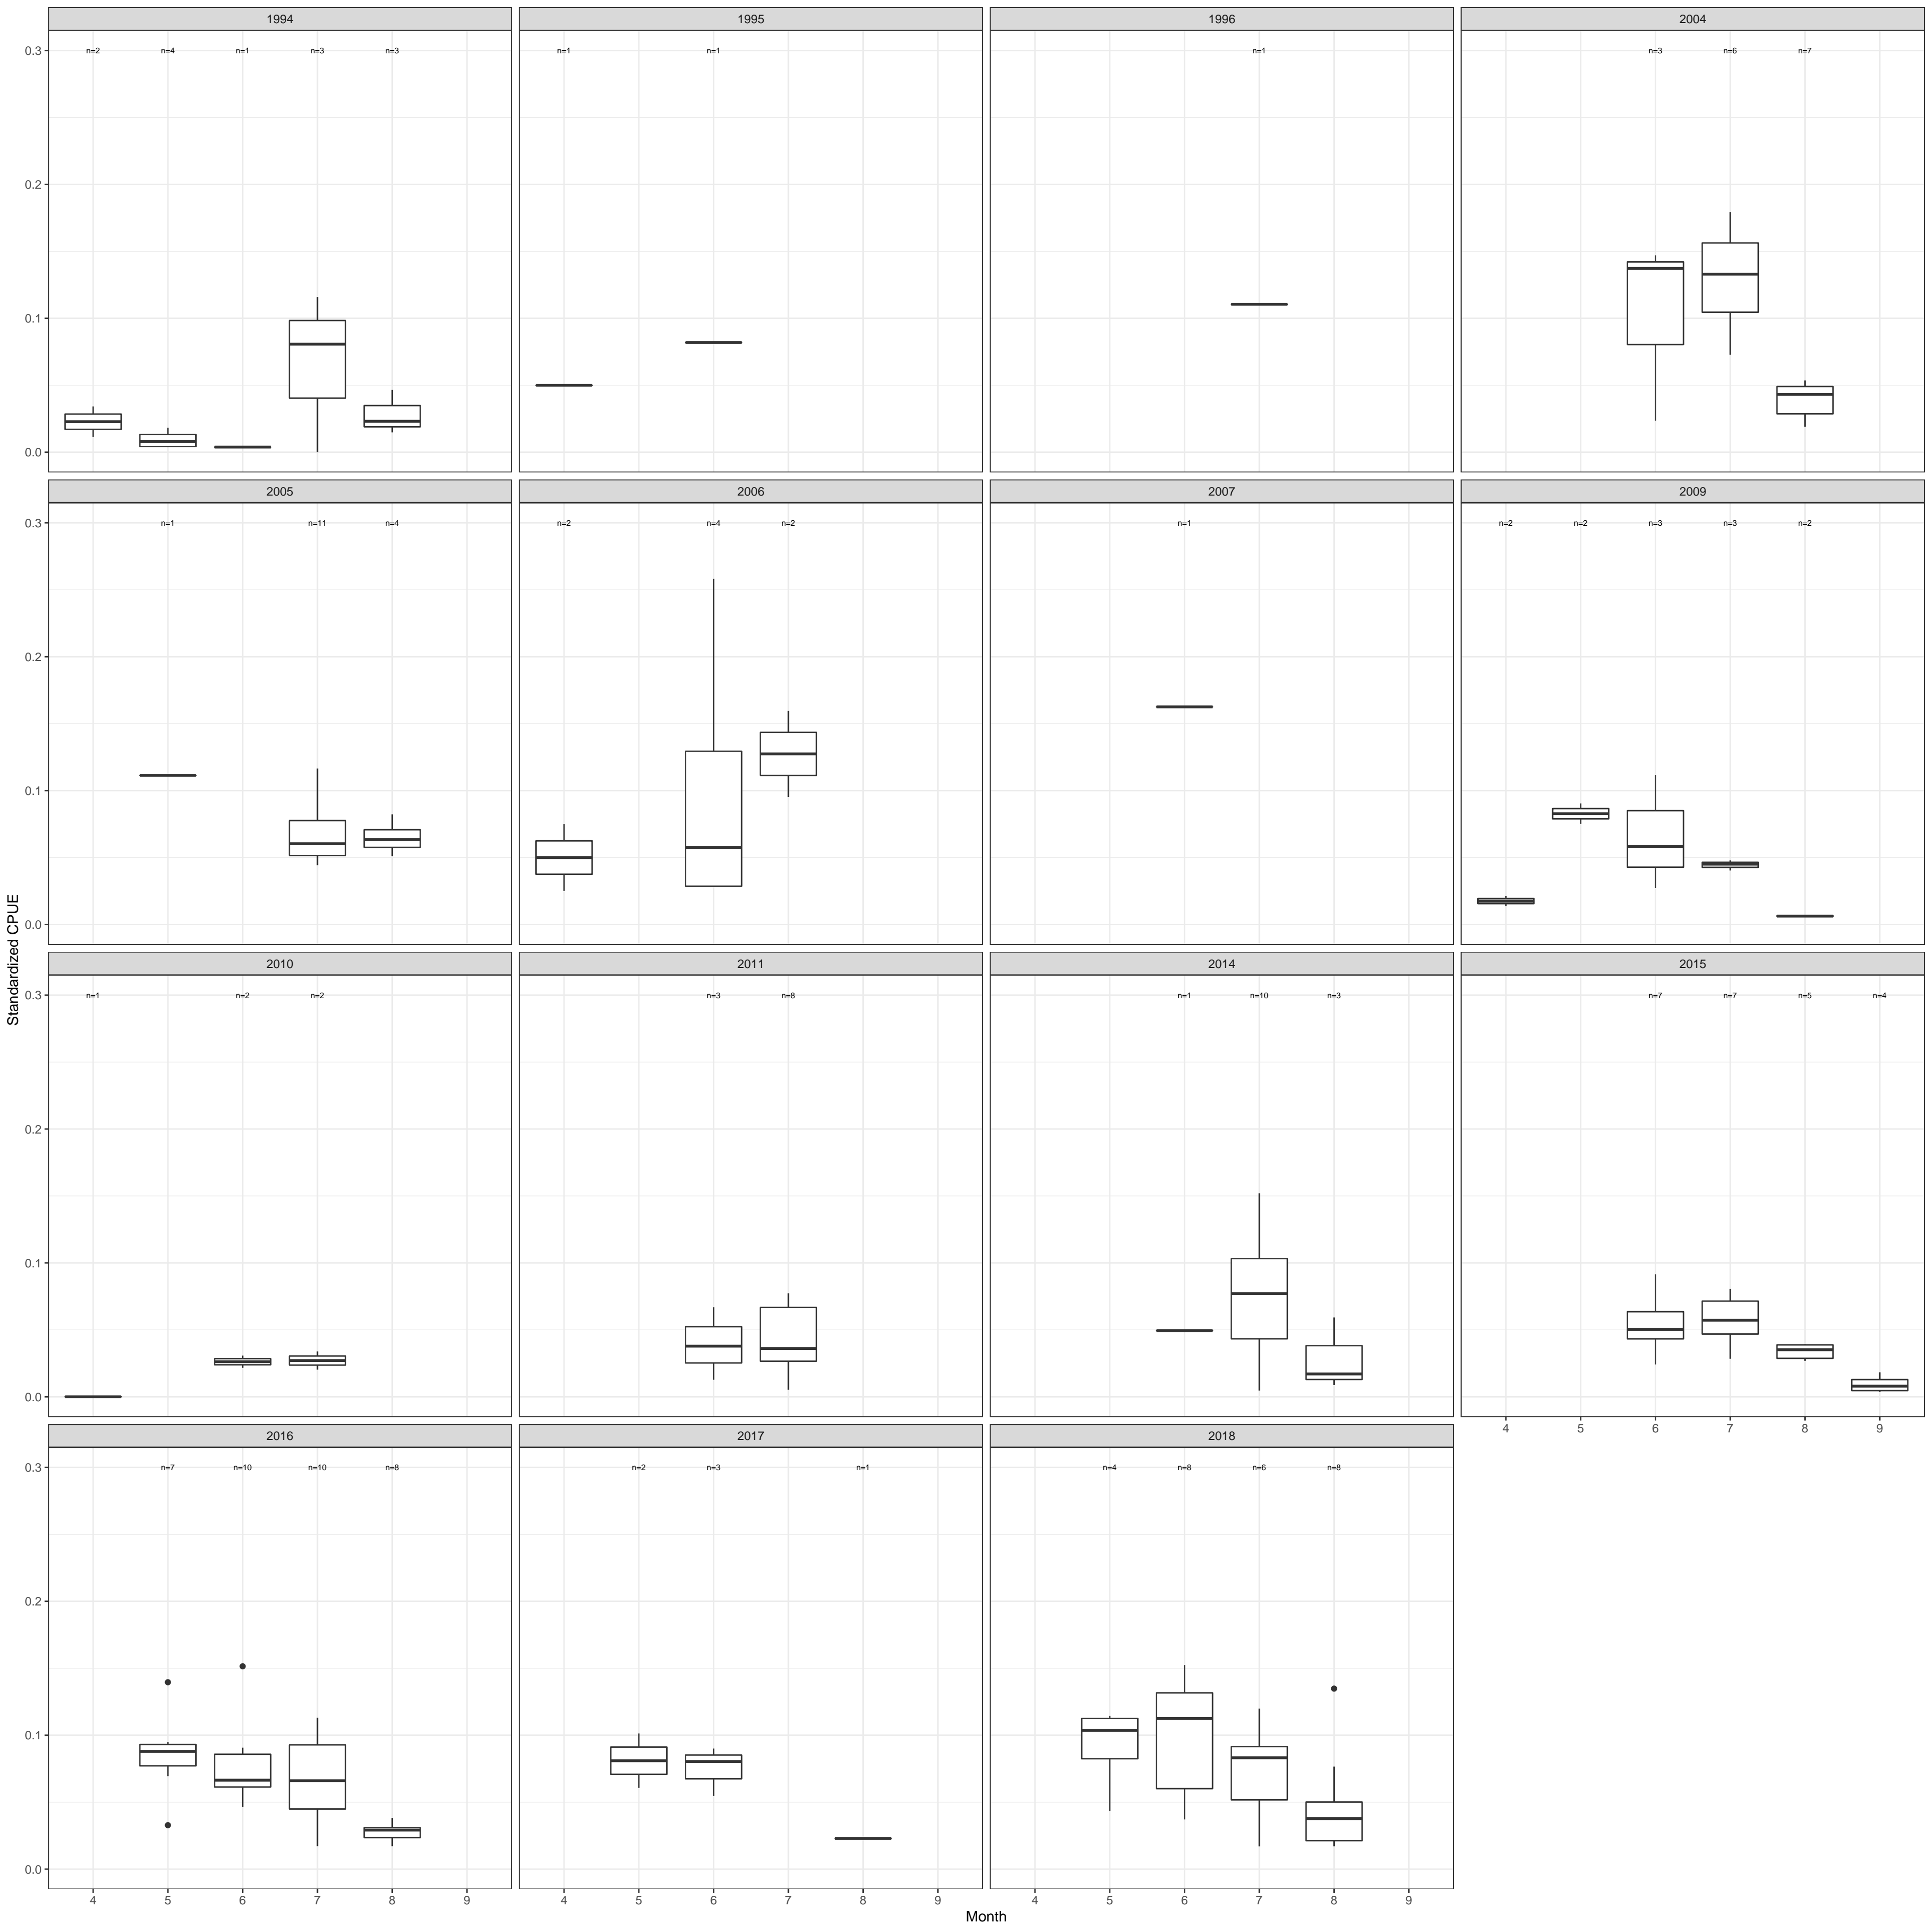 Standardized CPUE
1994 1995 1996 2004
0.3 n=2 n=4 n=1 n=3 n=3 n=1 n=1 n=1 n=3 n=6 n=7
0.2
0.1
0.0
2005 2006 2007 2009
0.3 n=1 n=11 n=4 n=2 n=4 n=2 n=1 n=2 n=2 n=3 n=3 n=2
0.2
0.1
0.0
2010 2011 2014 2015
0.3 n=1 n=2 n=2 n=3 n=8 n=1 n=10 n=3 n=7 n=7 n=5 n=4
0.2
0.1
0.0
4 5 6 7 8 9
2016 2017 2018
0.3 n=7 n=10 n=10 n=8 n=2 n=3 n=1 n=4 n=8 n=6 n=8
0.2
0.1
0.0
4 5 6 7 8 9 4 5 6 7 8 9 4 5 6 7 8 9
Month